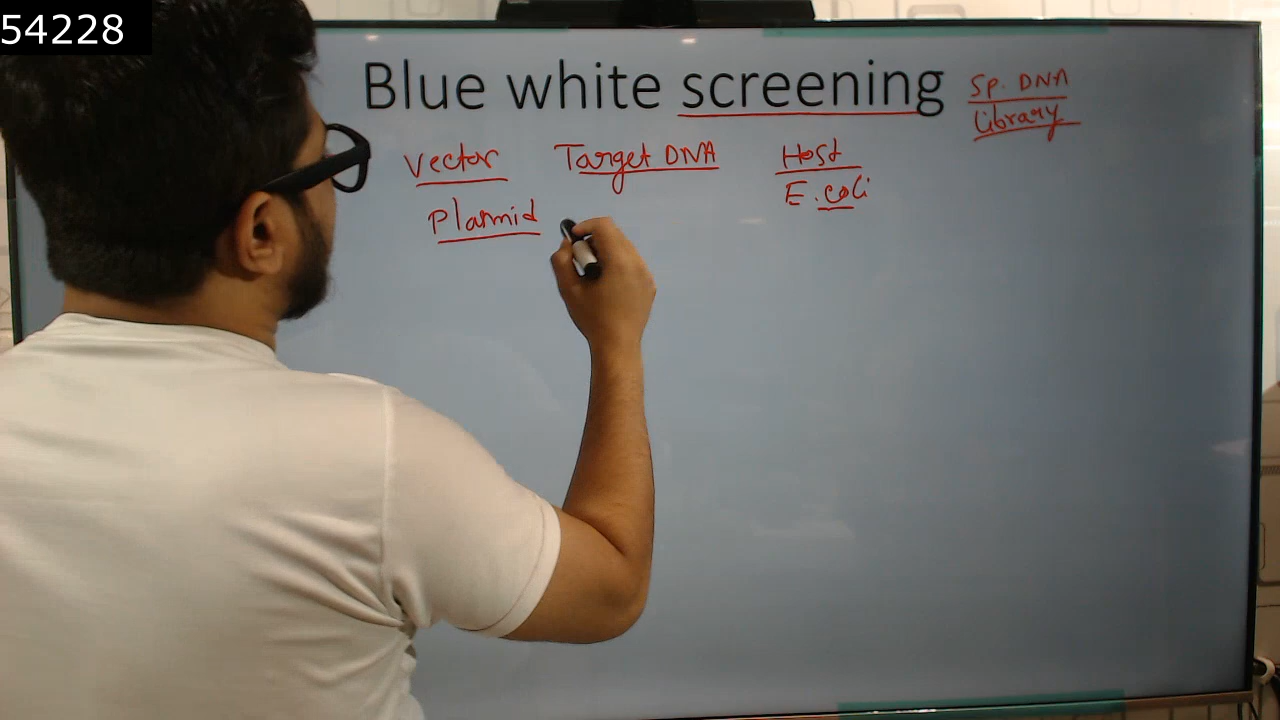 54228
Blue white screening
Sp. DNA
Library
Vector Target DNA Host
Plasmid E.coli